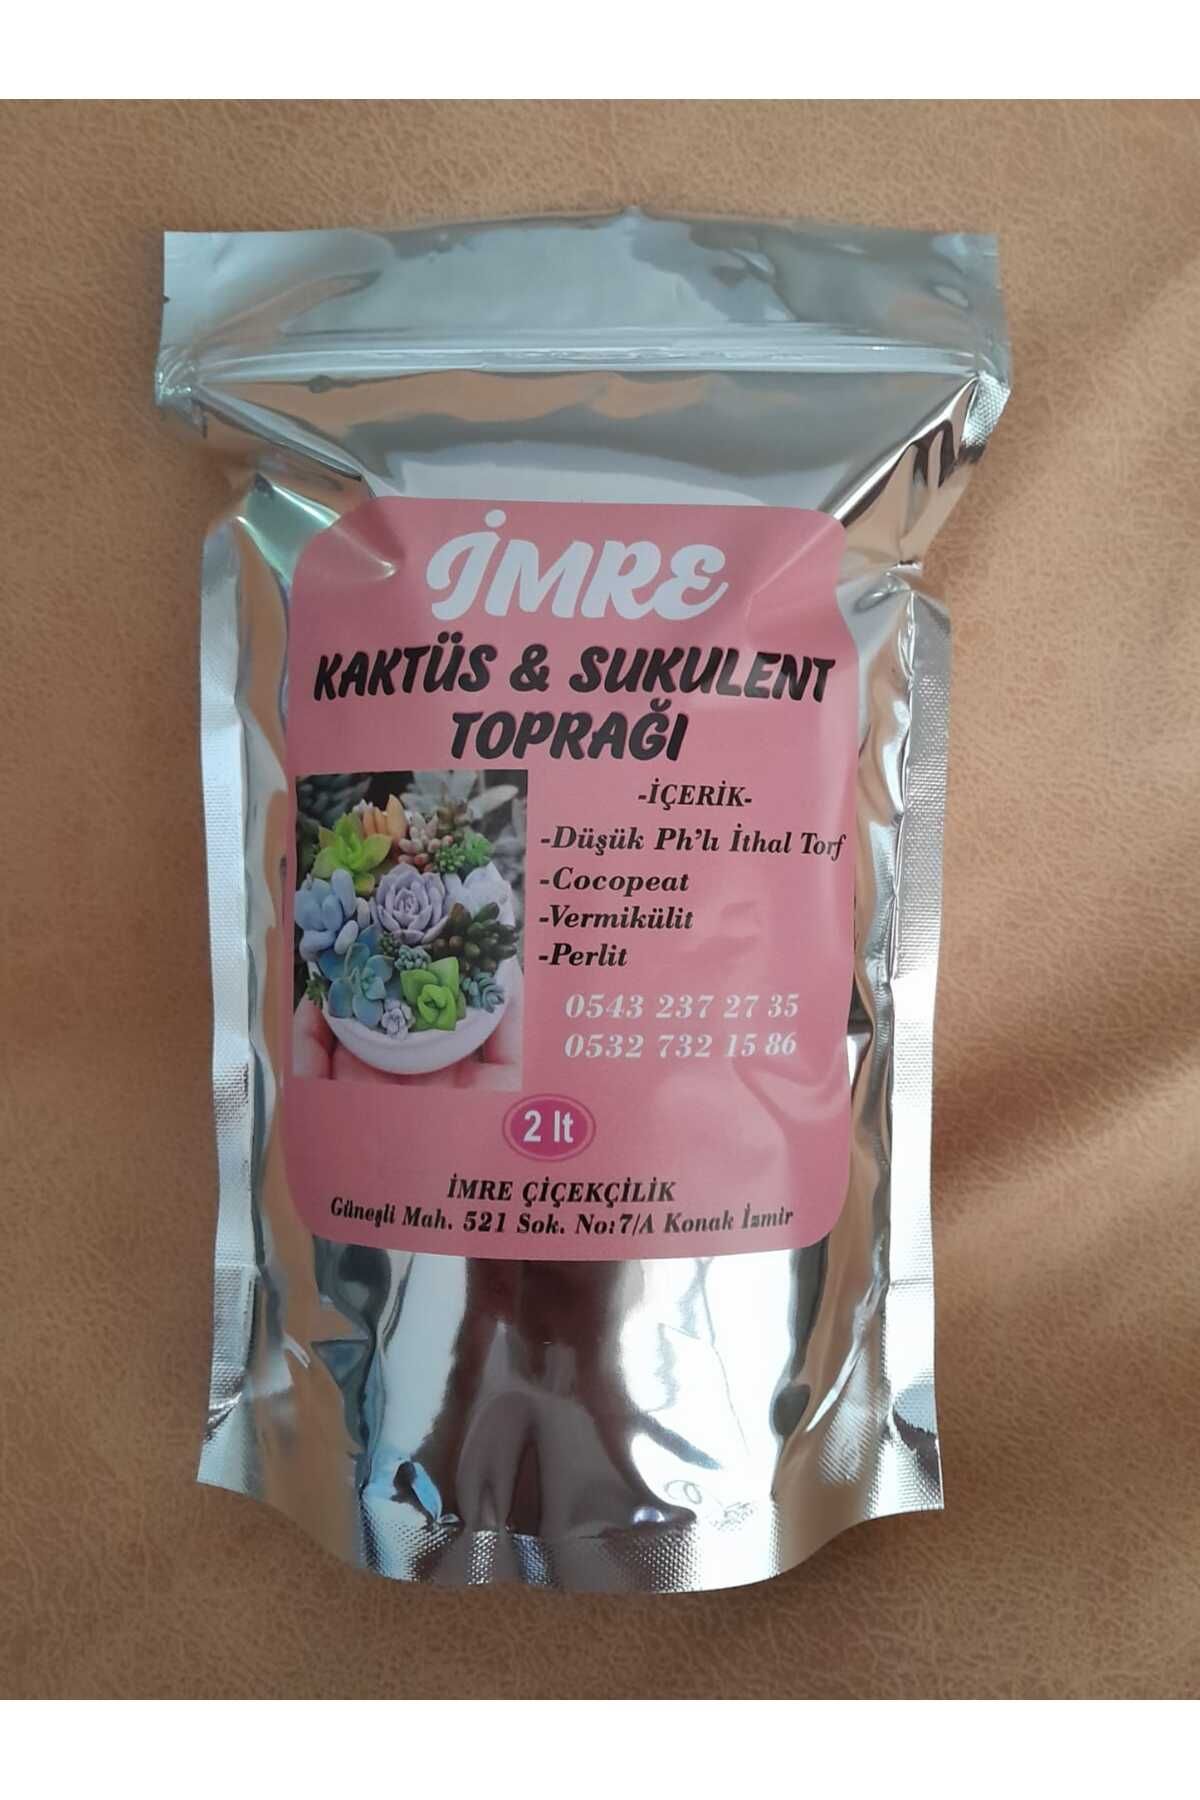 İMRE
KAKTÜS & SUKULENT
TOPRAĞI
-İÇERİK-
-Düşük Ph'lı İthal Torf
-Cocopeat
-Vermikülit
-Perlit
0543 237 27 35
0532 732 15 86
2 lt
İMRE ÇİÇEKÇİLİK
Güneşli Mah. 521 Sok. No:7/A Konak İzmir